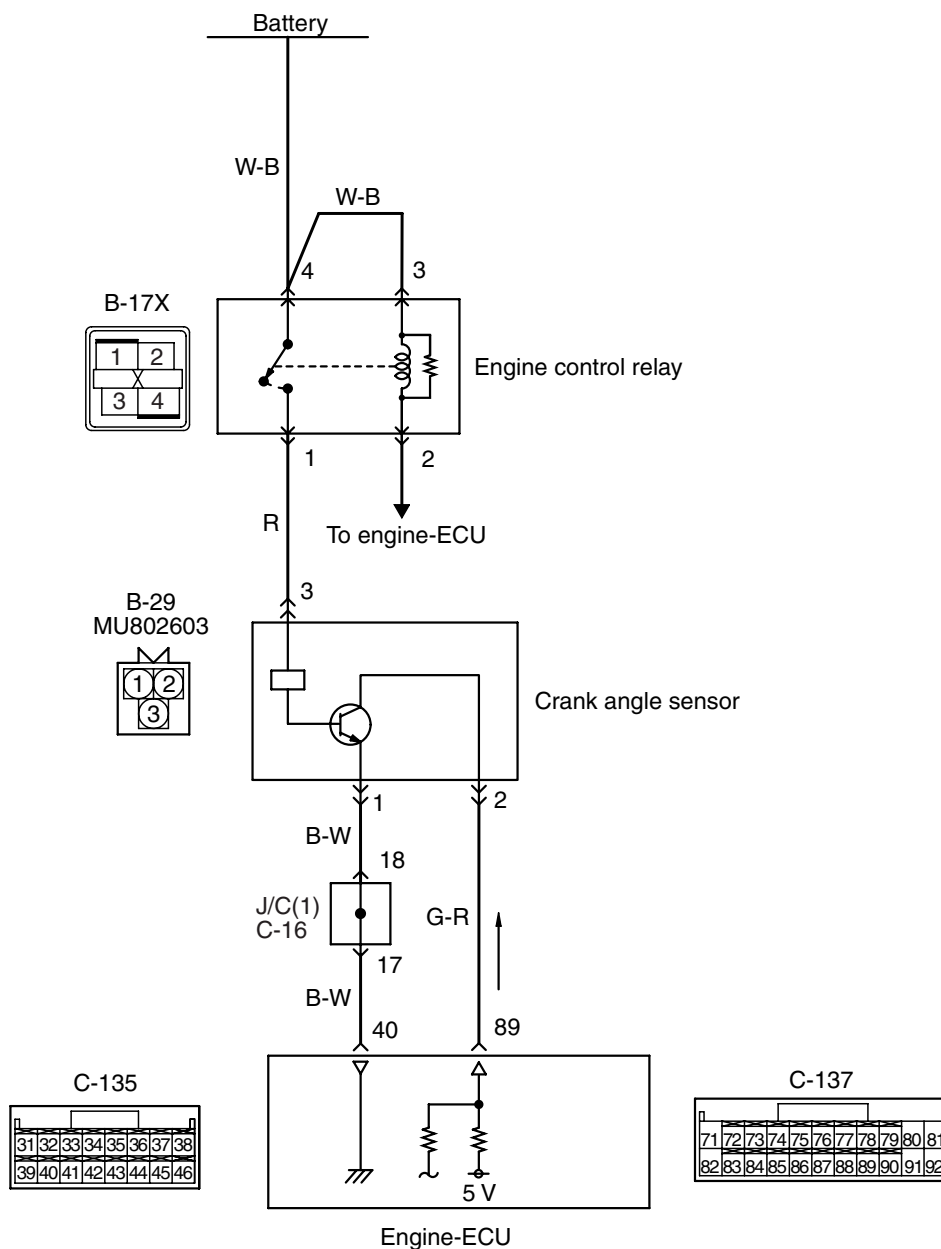 Battery
W-B
W-B
4
3
B-17X
1 2
3 4
Engine control relay
1
2
R
To engine-ECU
3
B-29
MU802603
1 2
3
Crank angle sensor
1
2
B-W
18
J/C(1)
C-16
G-R
17
B-W
40
89
C-135
31 32 33 34 35 36 37 38
39 40 41 42 43 44 45 46
C-137
71 72 73 74 75 76 77 78 79 80 81
82 83 84 85 86 87 88 89 90 91 92
5 V
Engine-ECU